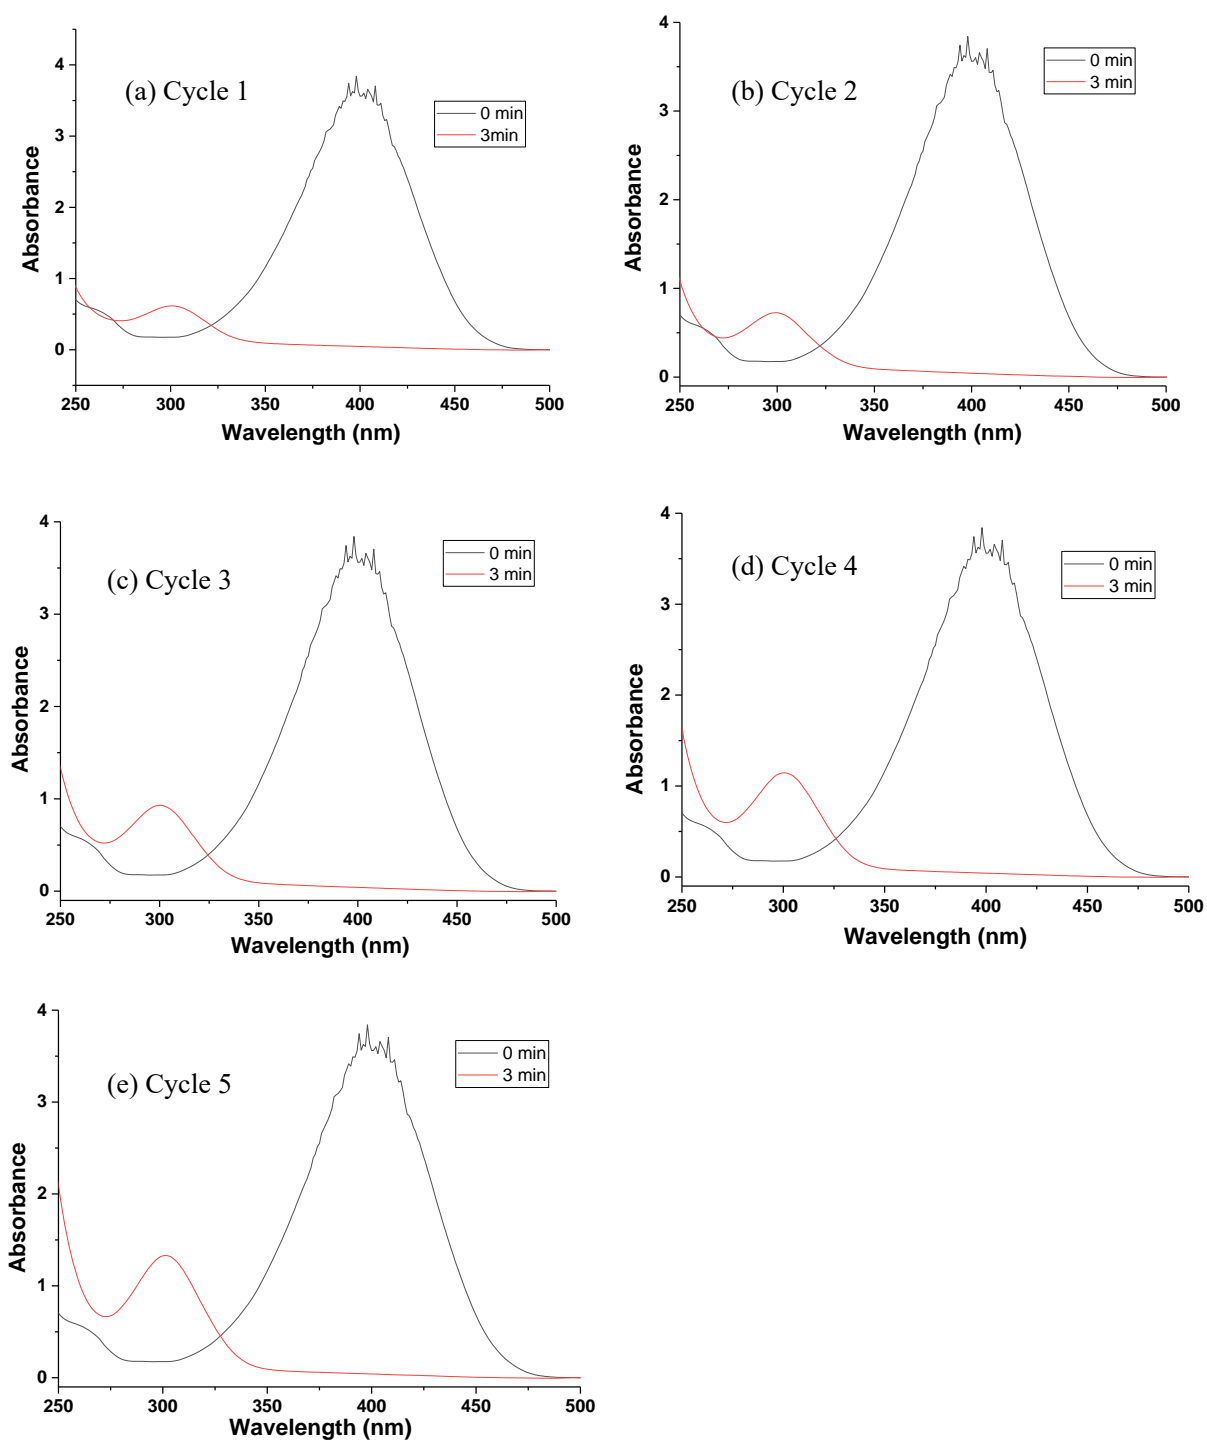 (a) Cycle 1
0 min
3min
4
3
2
1
0
Absorbance
250
300
350
400
450
500
Wavelength (nm)
(b) Cycle 2
0 min
3 min
4
3
2
1
0
Absorbance
250
300
350
400
450
500
Wavelength (nm)
(c) Cycle 3
0 min
3 min
4
3
2
1
0
Absorbance
250
300
350
400
450
500
Wavelength (nm)
(d) Cycle 4
0 min
3 min
4
3
2
1
0
Absorbance
250
300
350
400
450
500
Wavelength (nm)
(e) Cycle 5
0 min
3 min
4
3
2
1
0
Absorbance
250
300
350
400
450
500
Wavelength (nm)